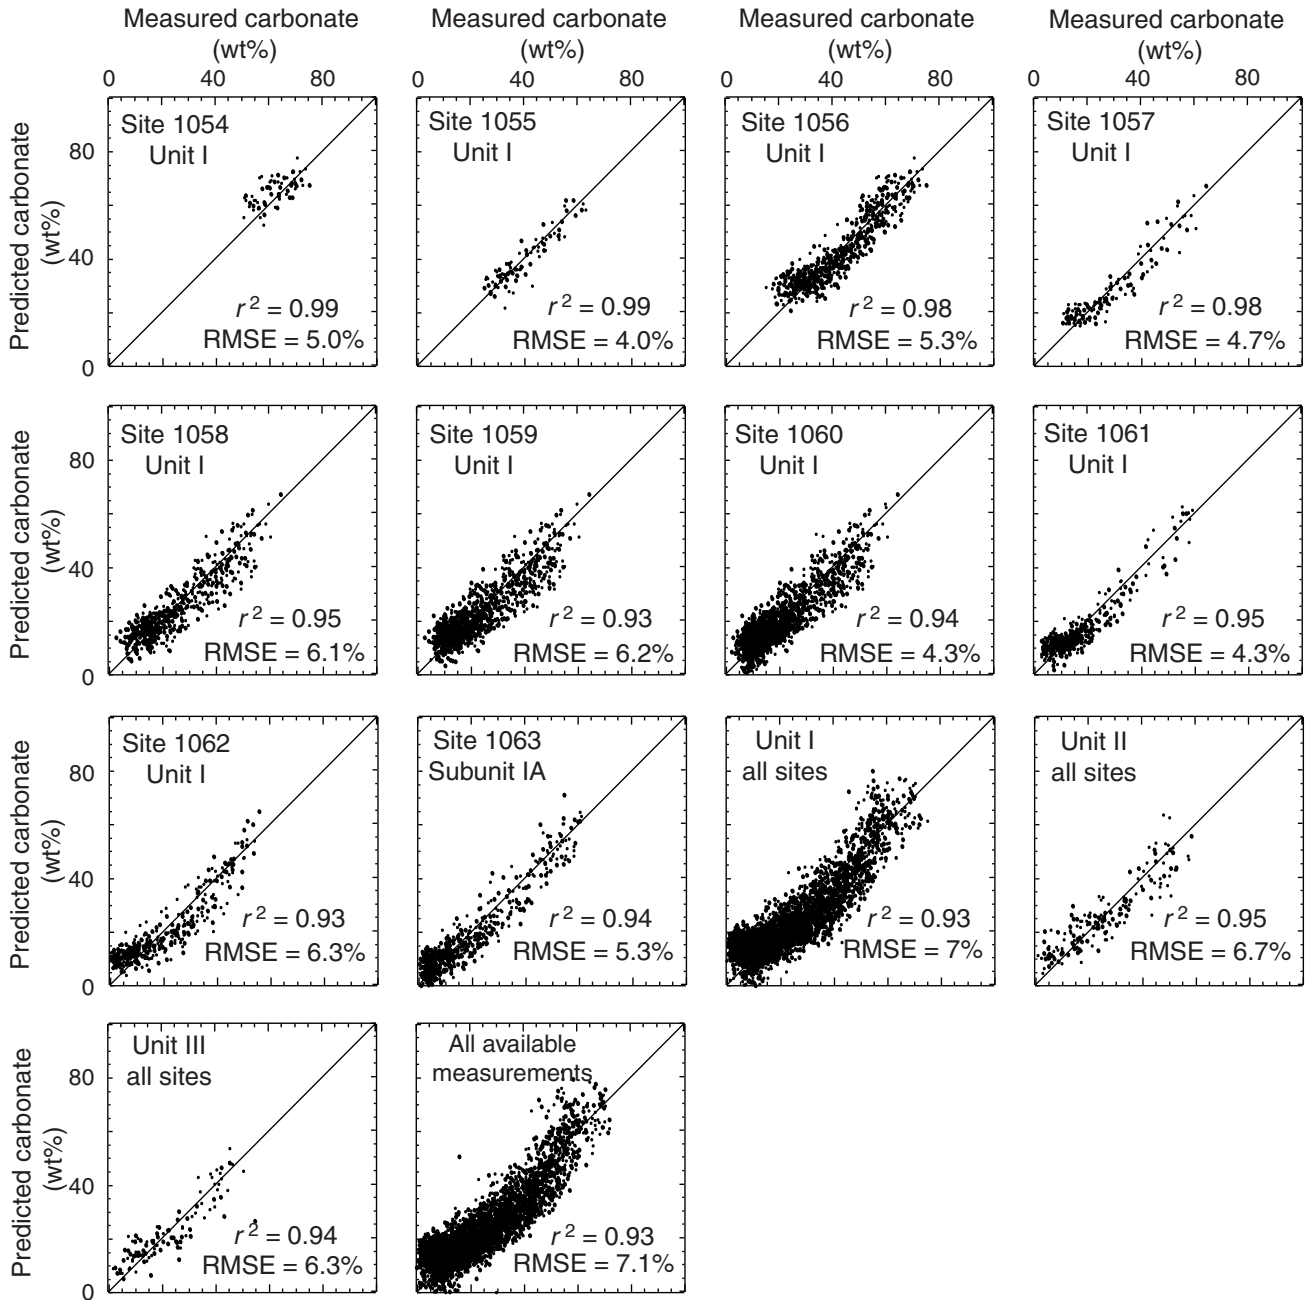 Measured carbonate
(wt%)
Measured carbonate
(wt%)
Measured carbonate
(wt%)
Measured carbonate
(wt%)
0 40 80
0 40 80
0 40 80
0 40 80
Predicted carbonate
(wt%)
80
40
0
Site 1054
Unit I
r² = 0.99
RMSE = 5.0%
Site 1055
Unit I
r² = 0.99
RMSE = 4.0%
Site 1056
Unit I
r² = 0.98
RMSE = 5.3%
Site 1057
Unit I
r² = 0.98
RMSE = 4.7%
Predicted carbonate
(wt%)
80
40
0
Site 1058
Unit I
r² = 0.95
RMSE = 6.1%
Site 1059
Unit I
r² = 0.93
RMSE = 6.2%
Site 1060
Unit I
r² = 0.94
RMSE = 4.3%
Site 1061
Unit I
r² = 0.95
RMSE = 4.3%
Predicted carbonate
(wt%)
80
40
0
Site 1062
Unit I
r² = 0.93
RMSE = 6.3%
Site 1063
Subunit IA
r² = 0.94
RMSE = 5.3%
Unit I
all sites
r² = 0.93
RMSE = 7%
Unit II
all sites
r² = 0.95
RMSE = 6.7%
Predicted carbonate
(wt%)
80
40
0
Unit III
all sites
r² = 0.94
RMSE = 6.3%
All available
measurements
r² = 0.93
RMSE = 7.1%